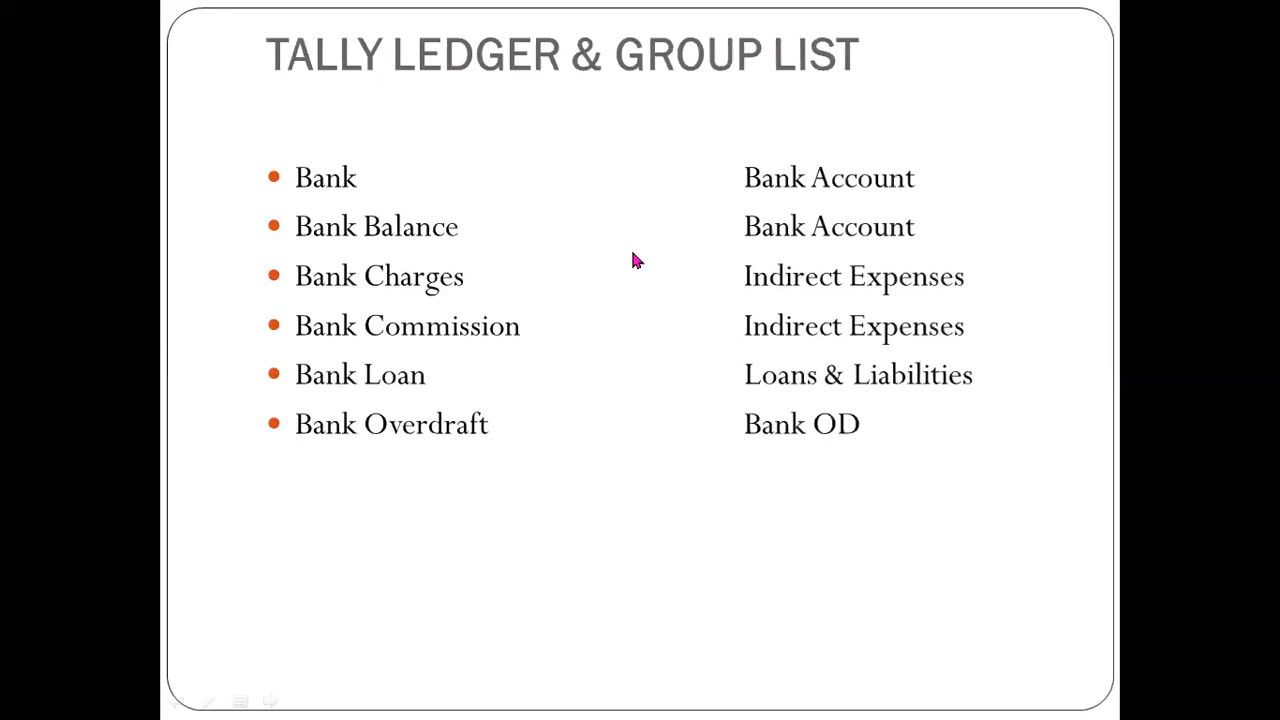 TALLY LEDGER & GROUP LIST
Bank Bank Account
Bank Balance Bank Account
Bank Charges Indirect Expenses
Bank Commission Indirect Expenses
Bank Loan Loans & Liabilities
Bank Overdraft Bank OD